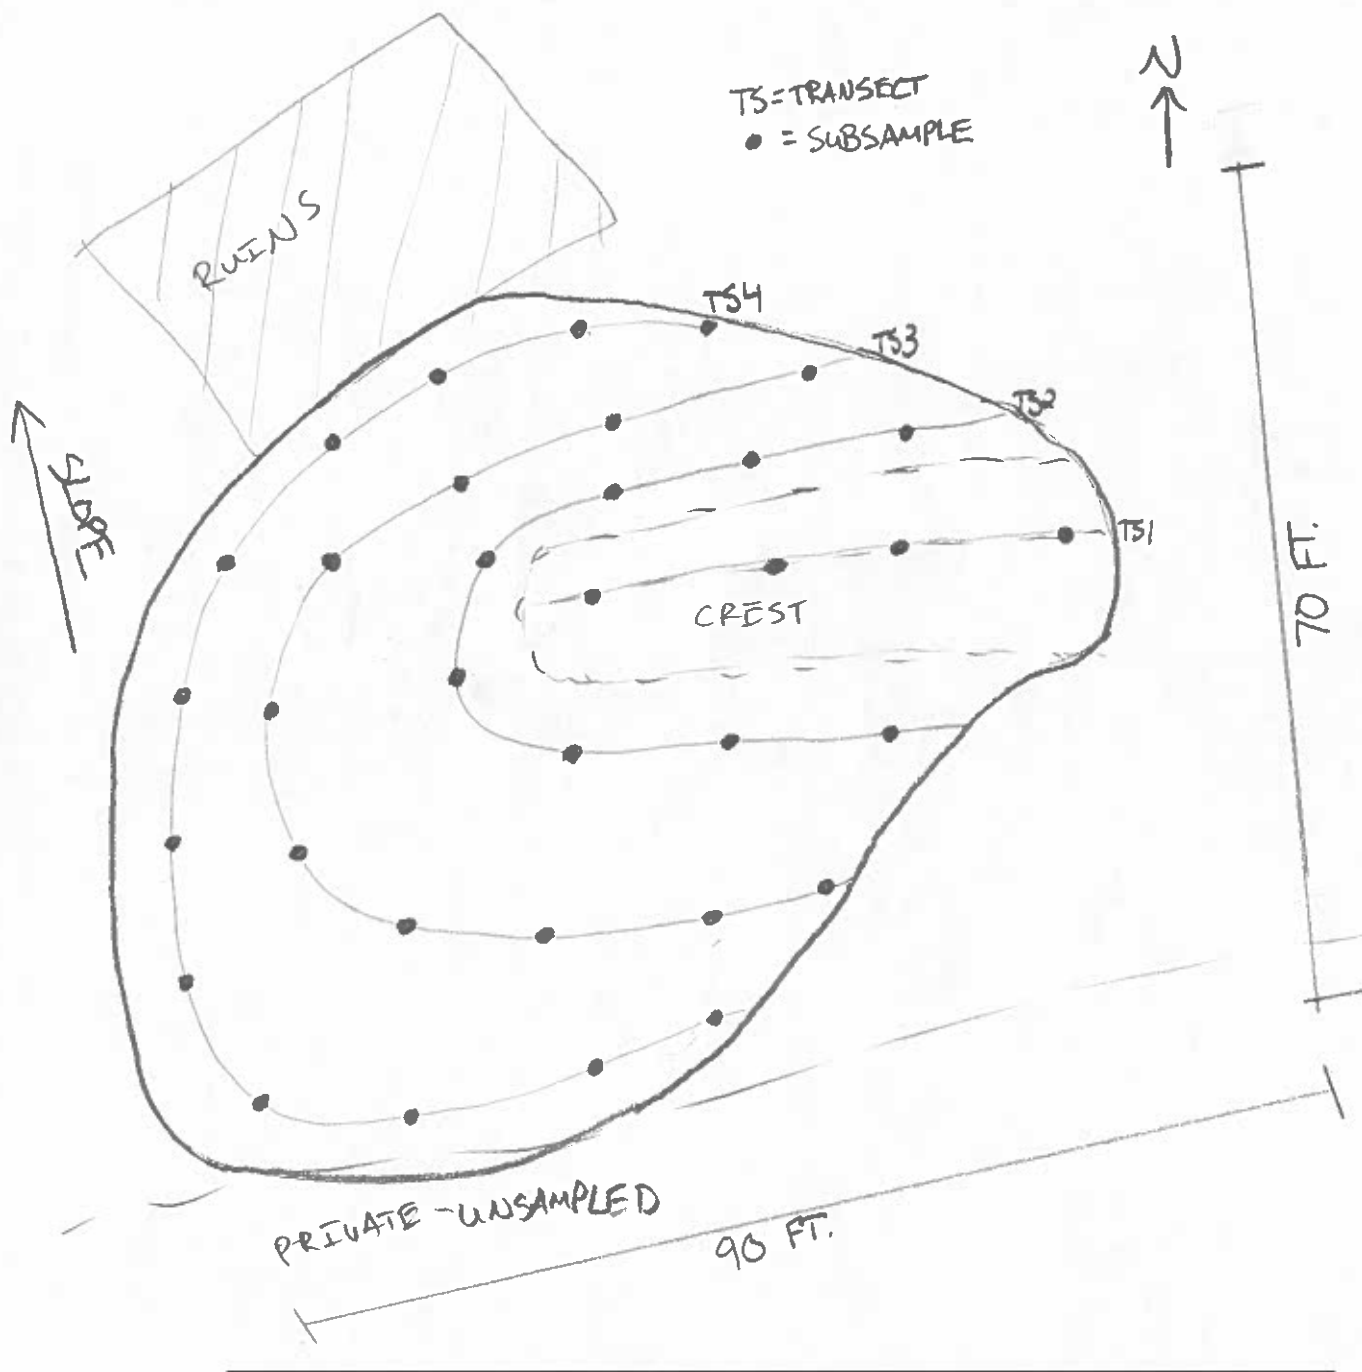 N
TS=TRANSECT
● = SUBSAMPLE
RUINS
TS4
TS3
TS2
SLOPE
TS1
70 FT.
CREST
PRIVATE-UNSAMPLED
90 FT.